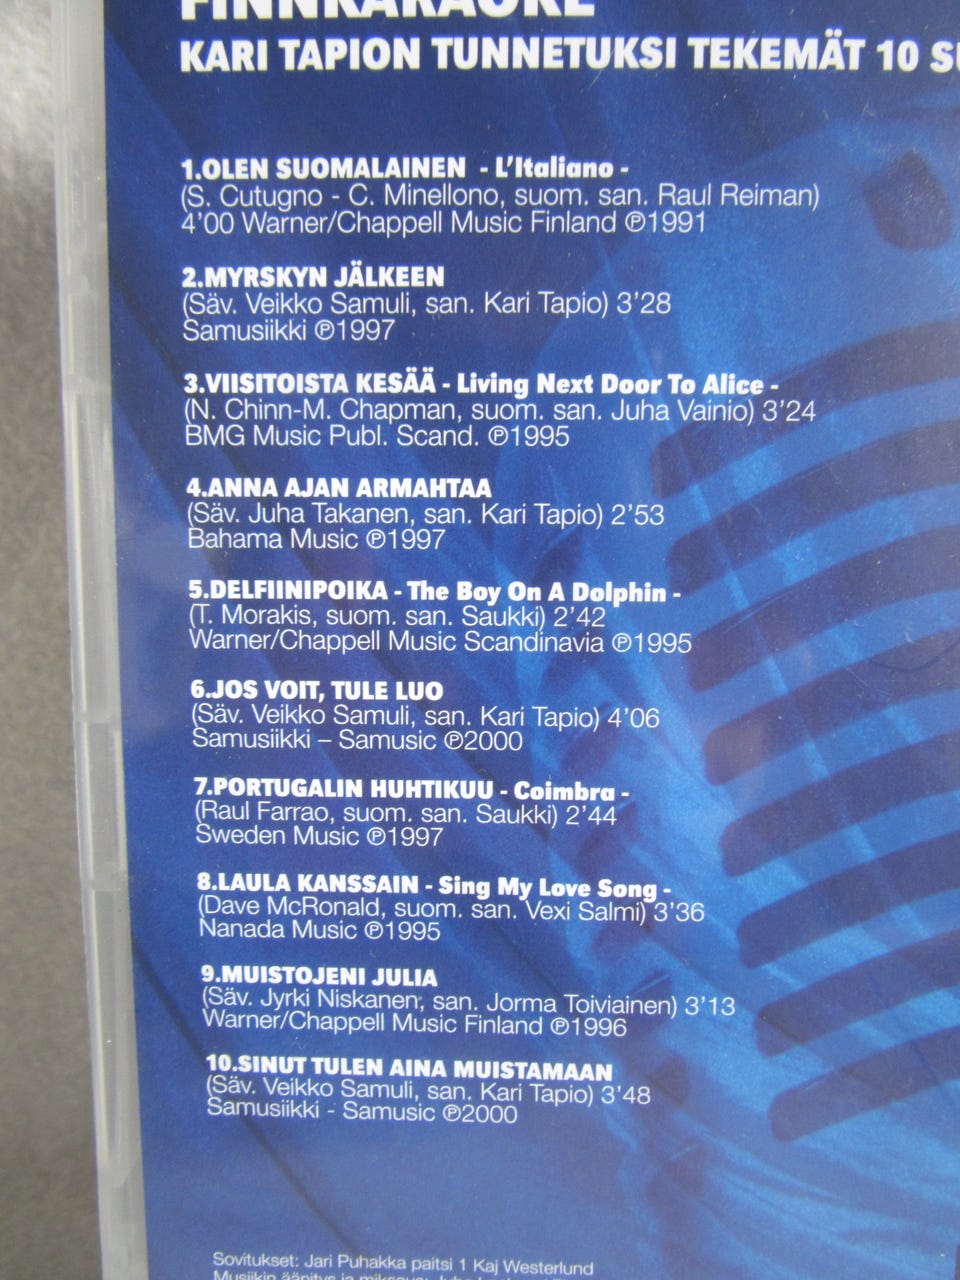 FINNKARAOKE
KARI TAPION TUNNETUKSI TEKEMÄT 10
1.OLEN SUOMALAINEN - L'Italiano -
(S. Cutugno - C. Minellono, suom. san. Raul Reiman)
4'00 Warner/Chappell Music Finland ℗1991
2.MYRSKYN JÄLKEEN
(Säv. Veikko Samuli, san. Kari Tapio) 3'28
Samusiikki ℗1997
3.VIISITOISTA KESÄÄ - Living Next Door To Alice -
(N. Chinn-M. Chapman, suom. san. Juha Vainio) 3'24
BMG Music Publ. Scand. ℗1995
4.ANNA AJAN ARMAHTAA
(Säv. Juha Takanen, san. Kari Tapio) 2'53
Bahama Music ℗1997
5.DELFIINIPOIKA - The Boy On A Dolphin -
(T. Morakis, suom. san. Saukki) 2'42
Warner/Chappell Music Scandinavia ℗1995
6.JOS VOIT, TULE LUO
(Säv. Veikko Samuli, san. Kari Tapio) 4'06
Samusiikki – Samusic ℗2000
7.PORTUGALIN HUHTIKUU - Coimbra -
(Raul Farrao, suom. san. Saukki) 2'44
Sweden Music ℗1997
8.LAULA KANSSAIN - Sing My Love Song -
(Dave McRonald, suom. san. Vexi Salmi) 3'36
Nanada Music ℗1995
9.MUISTOJENI JULIA
(Säv. Jyrki Niskanen, san. Jorma Toiviainen) 3'13
Warner/Chappell Music Finland ℗1996
10.SINUT TULEN AINA MUISTAMAAN
(Säv. Veikko Samuli, san. Kari Tapio) 3'48
Samusiikki - Samusic ℗2000
Sovitukset: Jari Puhakka paitsi 1 Kaj Westerlund
Musiikin äänitys ja miksaus: